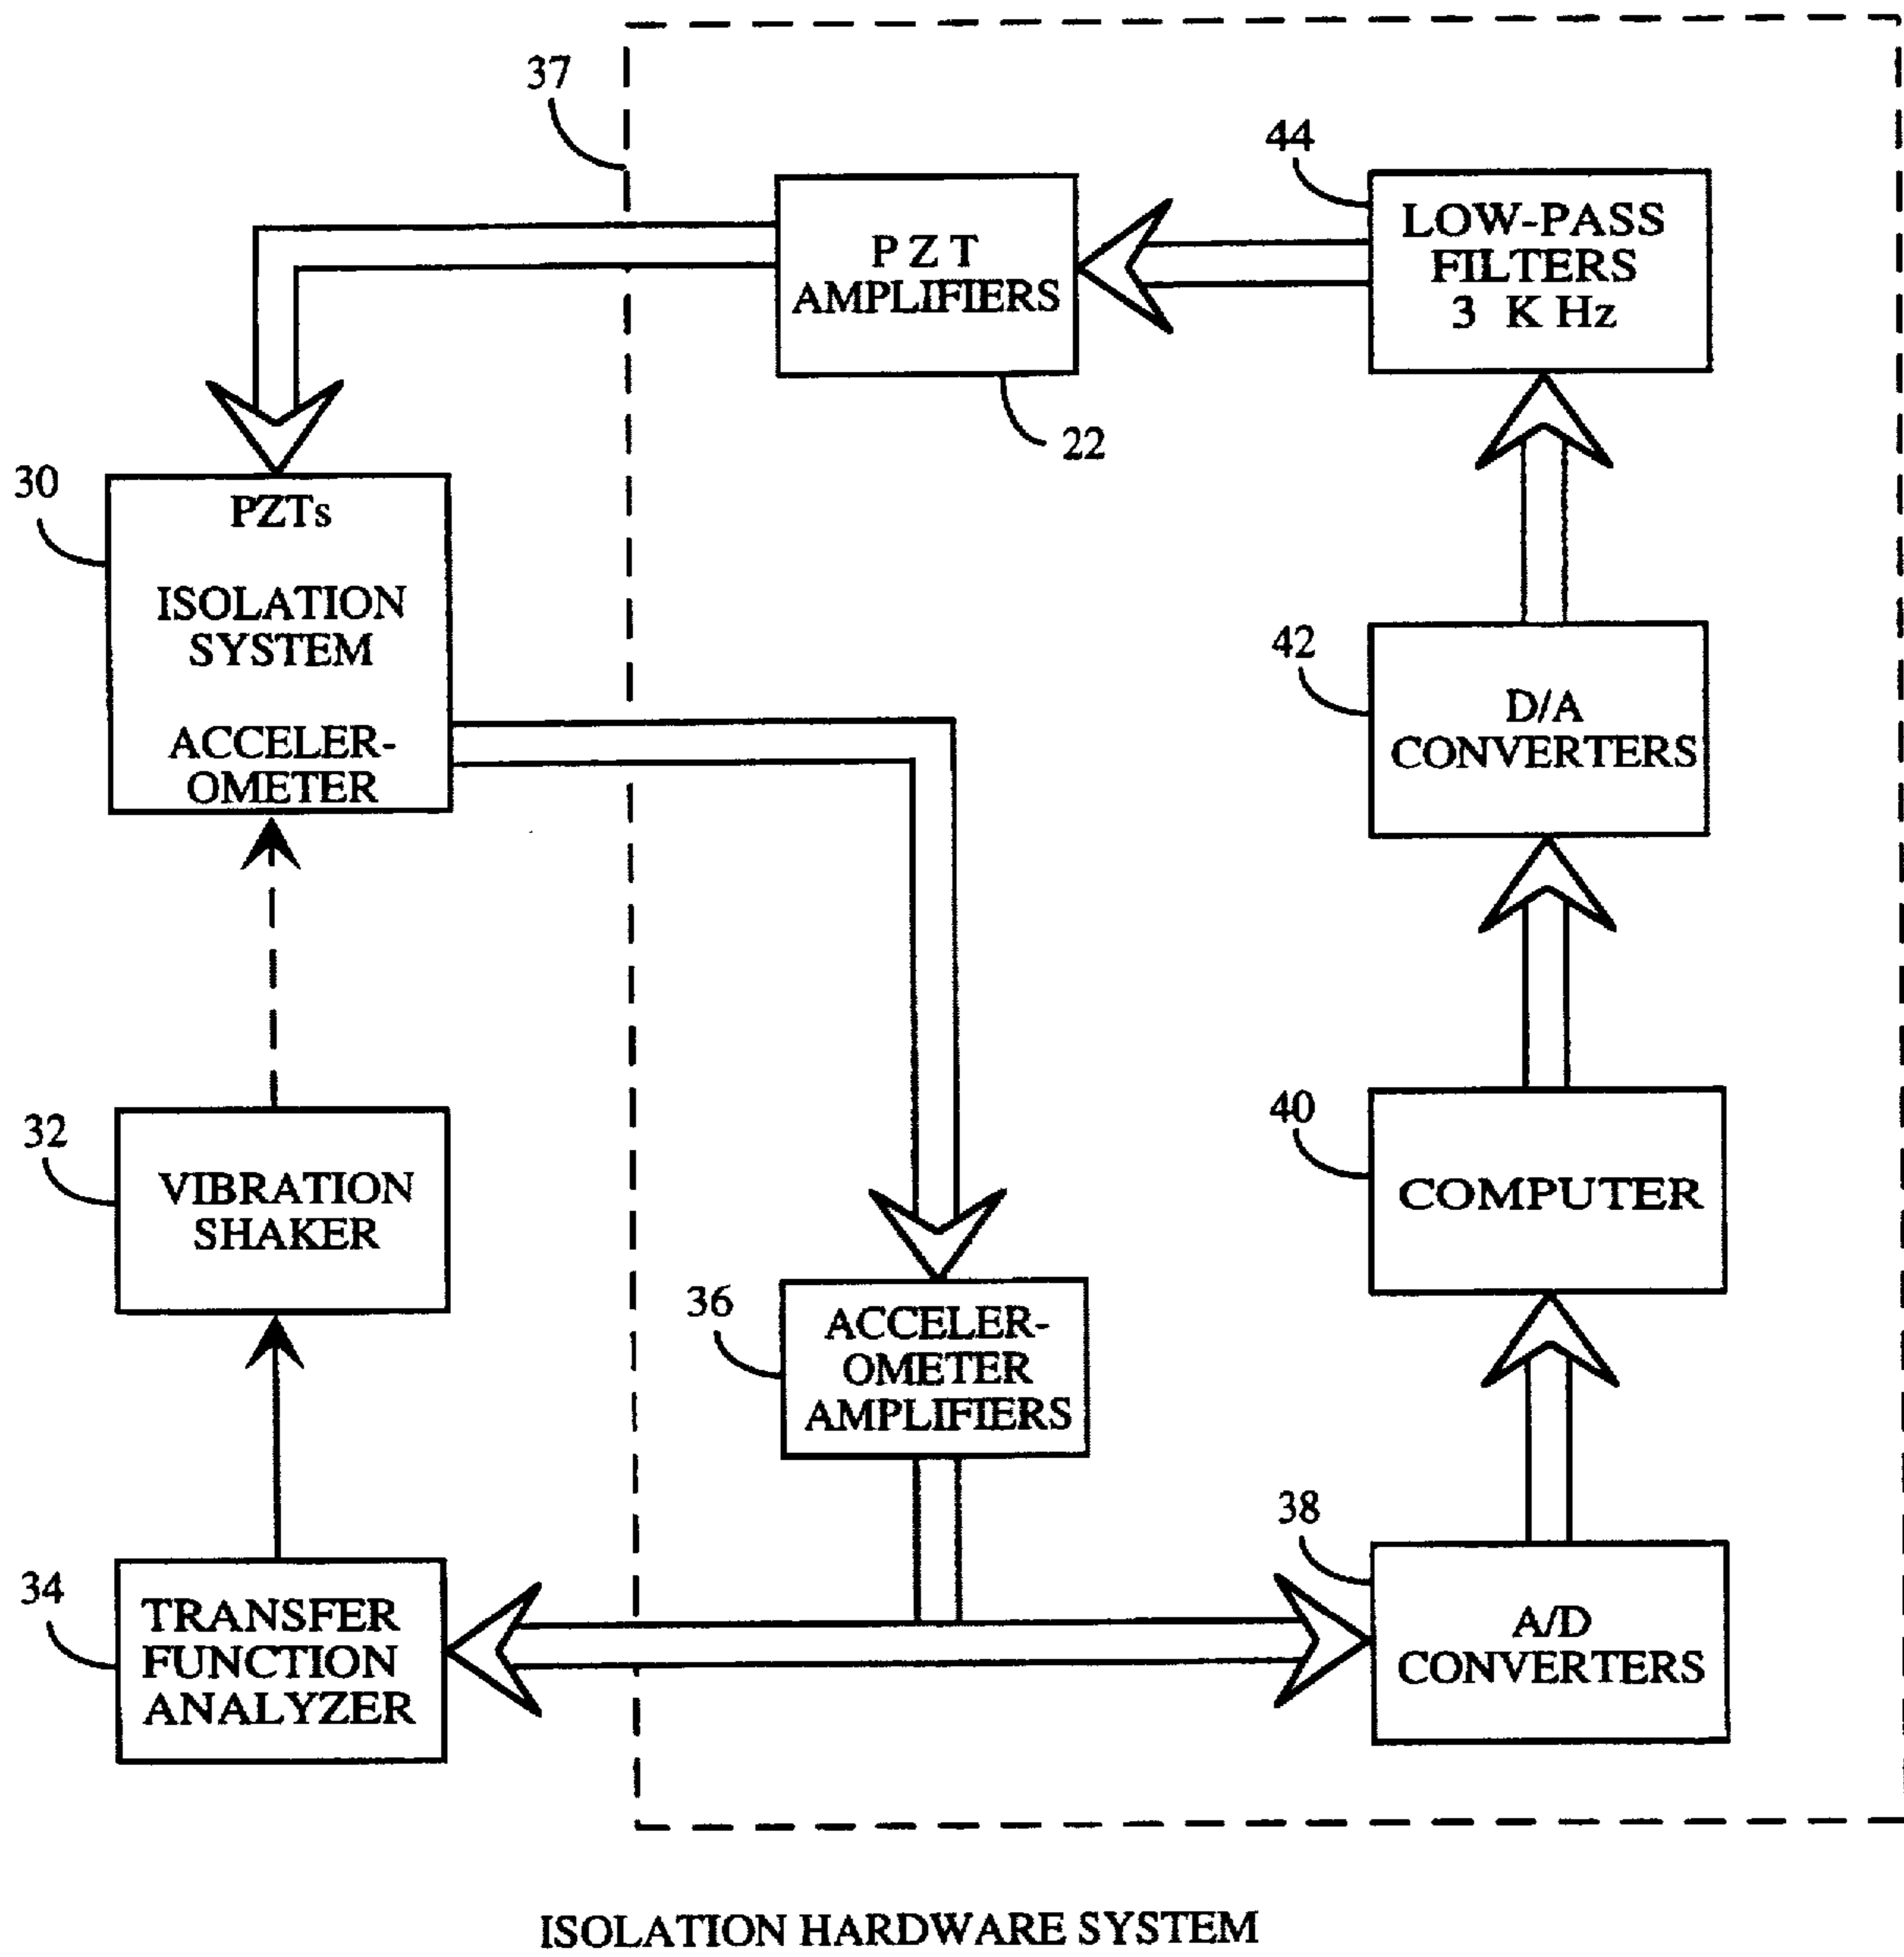 37
44
P Z T
AMPLIFIERS
22
LOW-PASS
FILTERS
3 K Hz
30
PZTs
ISOLATION
SYSTEM
ACCELER-
OMETER
42
D/A
CONVERTERS
32
VIBRATION
SHAKER
40
COMPUTER
36
ACCELER-
OMETER
AMPLIFIERS
34
TRANSFER
FUNCTION
ANALYZER
38
A/D
CONVERTERS
ISOLATION HARDWARE SYSTEM